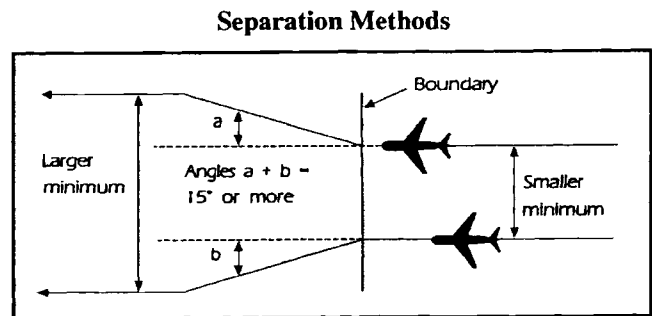 Separation Methods
Boundary
a
Larger
minimum
Angles a + b =
15° or more
Smaller
minimum
b